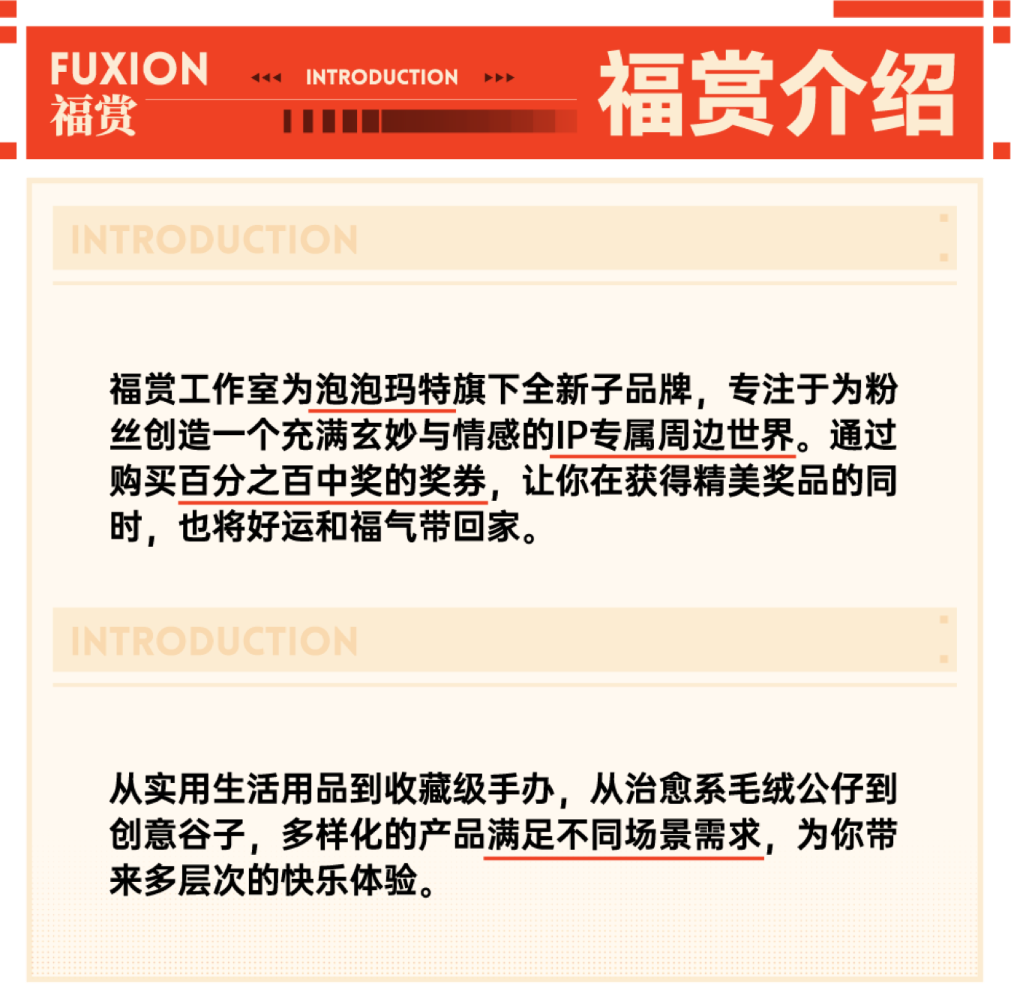 FUXION
福赏
INTRODUCTION
福赏介绍
INTRODUCTION
福赏工作室为泡泡玛特旗下全新子品牌，专注于为粉
丝创造一个充满玄妙与情感的IP专属周边世界。通过
购买百分之百中奖的奖券，让你在获得精美奖品的同
时，也将好运和福气带回家。
INTRODUCTION
从实用生活用品到收藏级手办，从治愈系毛绒公仔到
创意谷子，多样化的产品满足不同场景需求，为你带
来多层次的快乐体验。